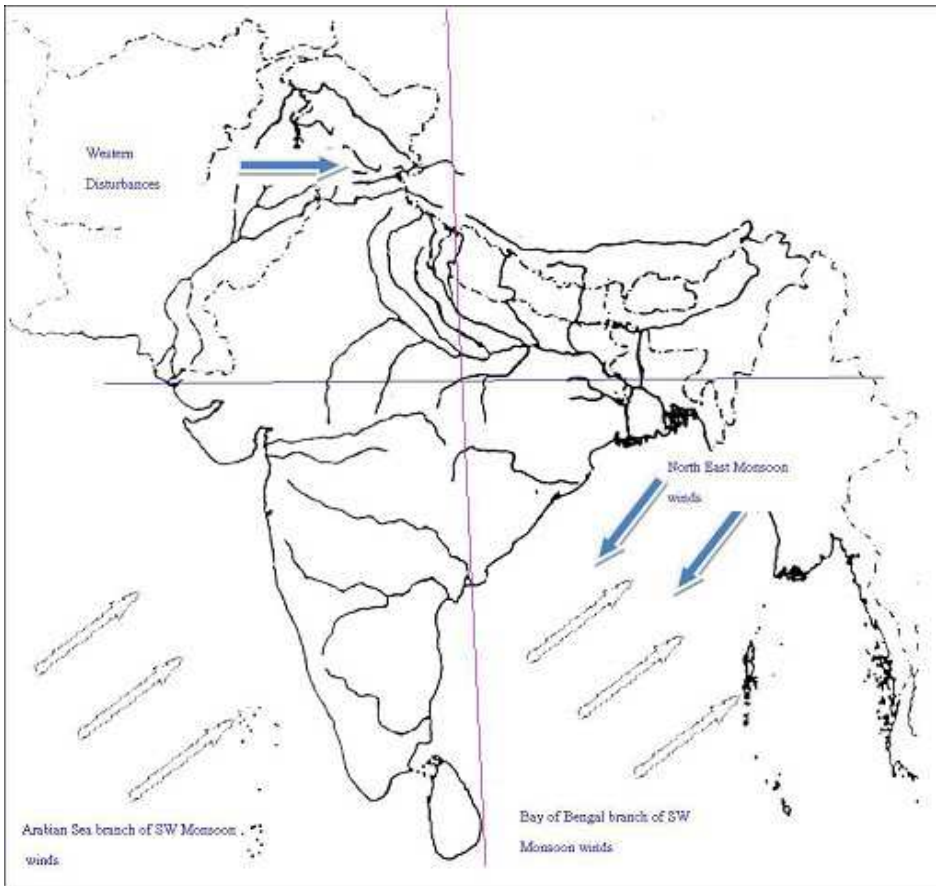 Western
Disturbances
North East Monsoon
winds
Arabian Sea branch of SW Monsoon
winds
Bay of Bengal branch of SW
Monsoon winds